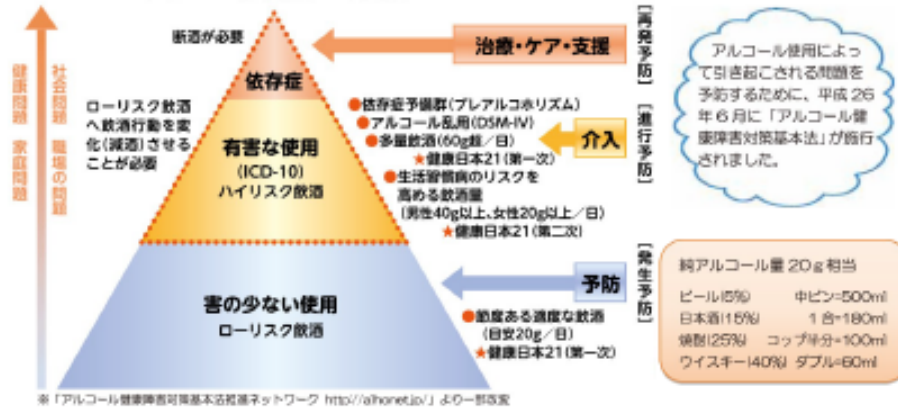 健康問題 家庭問題
社会問題 職場の問題
断酒が必要
依存症
治療・ケア・支援
[再発予防]
ローリスク飲酒
へ飲酒行動を変
化(減酒)させる
ことが必要
有害な使用
(ICD-10)
ハイリスク飲酒
●依存症予備群(プレアルコホリズム)
●アルコール乱用(DSM-IV)
●多量飲酒(60g超/日)
★健康日本21(第一次)
●生活習慣病のリスクを
高める飲酒量
(男性40g以上、女性20g以上/日)
★健康日本21(第二次)
介入
[進行予防]
害の少ない使用
ローリスク飲酒
予防
[発生予防]
●節度ある適度な飲酒
(目安20g/日)
★健康日本21(第一次)
アルコール使用によっ
て引き起こされる問題を
予防するために、平成26
年6月に「アルコール健
康障害対策基本法」が施行
されました。
純アルコール量20g相当
ビール(5%) 中ビン=500ml
日本酒(15%) 1合=180ml
焼酎(25%) コップ半分=100ml
ウイスキー(40%) ダブル=60ml
※「アルコール健康障害対策基本法推進ネットワーク http://alhonet.jp/」より一部改変